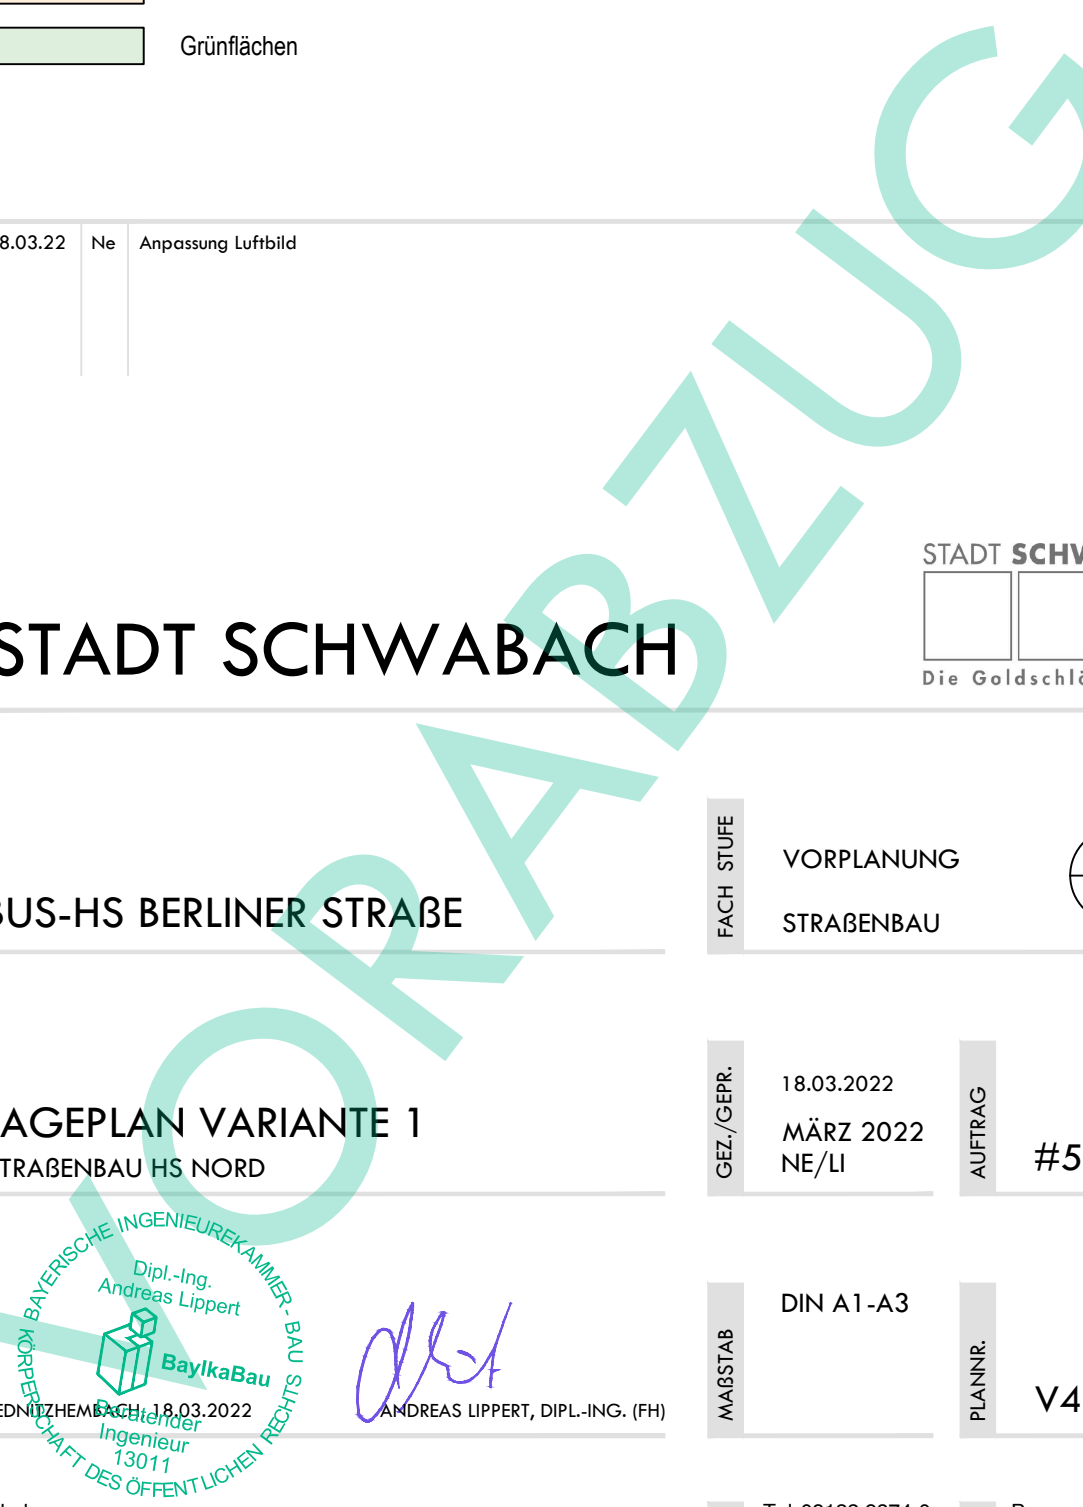 Grünflächen
8.03.22 Ne Anpassung Luftbild
VORABZUG
STADT SCHW
STADT SCHWABACH
Die Goldschlä
FACH STUFE
VORPLANUNG
BUS-HS BERLINER STRAßE
STRAßENBAU
GEZ./GEPR.
18.03.2022
AGEPLAN VARIANTE 1
MÄRZ 2022
TRAßENBAU HS NORD
NE/LI
AUFTRAG
#5
BAYERISCHE INGENIEUREKAMMER - BAU
KÖRPERSCHAFT DES ÖFFENTLICHEN RECHTS
Dipl.-Ing.
Andreas Lippert
BaylkaBau
Beratender
Ingenieur
13011
EDNITZHEMBACH, 18.03.2022
ANDREAS LIPPERT, DIPL.-ING. (FH)
MAßSTAB
DIN A1-A3
PLANNR.
V4